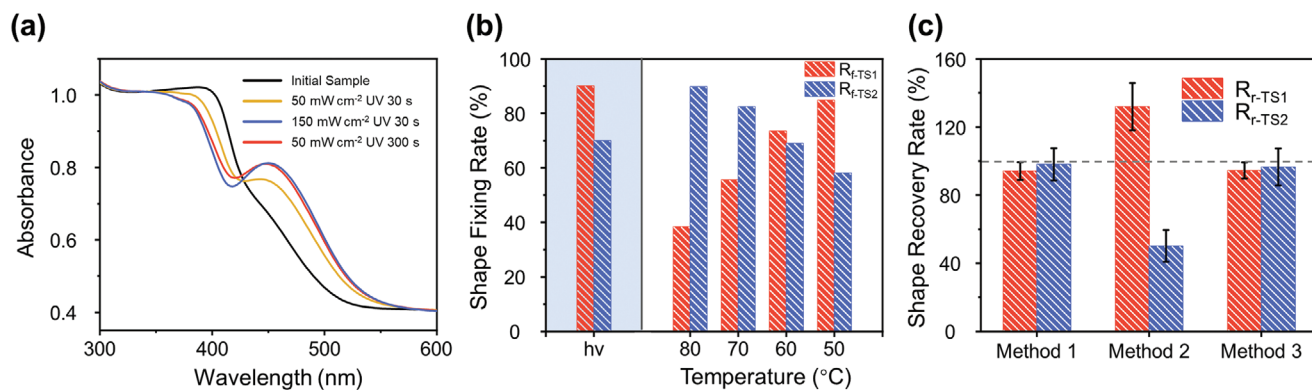 (a)
Absorbance
1.0
0.8
0.6
0.4
300
400
500
600
Wavelength (nm)
Initial Sample
50 mW cm⁻² UV 30 s
150 mW cm⁻² UV 30 s
50 mW cm⁻² UV 300 s
(b)
Shape Fixing Rate (%)
100
80
60
40
20
0
hv
80
70
60
50
Temperature (°C)
Rf-TS1
Rf-TS2
(c)
Shape Recovery Rate (%)
160
120
80
40
0
Method 1
Method 2
Method 3
Rr-TS1
Rr-TS2